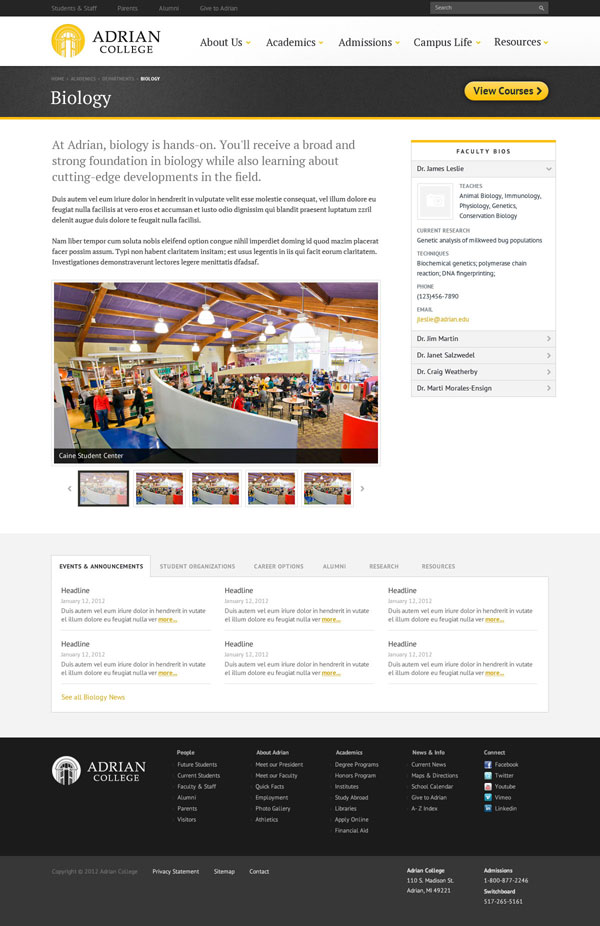 Students & Staff Parents Alumni Give to Adrian Search
ADRIAN
COLLEGE
About Us Academics Admissions Campus Life Resources
HOME • ACADEMICS • DEPARTMENTS • BIOLOGY
Biology
View Courses
At Adrian, biology is hands-on. You'll receive a broad and
strong foundation in biology while also learning about
cutting-edge developments in the field.
Duis autem vel eum iriure dolor in hendrerit in vulputate velit esse molestie consequat, vel illum dolore eu
feugiat nulla facilisis at vero eros et accumsan et iusto odio dignissim qui blandit praesent luptatum zzril
delenit augue duis dolore te feugait nulla facilisi.
Nam liber tempor cum soluta nobis eleifend option congue nihil imperdiet doming id quod mazim placerat
facer possim assum. Typi non habent claritatem insitam; est usus legentis in iis qui facit eorum claritatem.
Investigationes demonstraverunt lectores legere menittatis dfadsaf.
Caine Student Center
FACULTY BIOS
Dr. James Leslie
TEACHES
Animal Biology, Immunology,
Physiology, Genetics,
Conservation Biology
CURRENT RESEARCH
Genetic analysis of milkweed bug populations
TECHNIQUES
Biochemical genetics; polymerase chain
reaction; DNA fingerprinting;
PHONE
(123)456-7890
EMAIL
jleslie@adrian.edu
Dr. Jim Martin
Dr. Janet Salzwedel
Dr. Craig Weatherby
Dr. Marti Morales-Ensign
EVENTS & ANNOUNCEMENTS STUDENT ORGANIZATIONS CAREER OPTIONS ALUMNI RESEARCH RESOURCES
Headline Headline Headline
January 12, 2012 January 12, 2012 January 12, 2012
Duis autem vel eum iriure dolor in hendrerit in vutate Duis autem vel eum iriure dolor in hendrerit in vutate Duis autem vel eum iriure dolor in hendrerit in vutate
el illum dolore eu feugiat nulla ver more... el illum dolore eu feugiat nulla ver more... el illum dolore eu feugiat nulla ver more...
Headline Headline Headline
January 12, 2012 January 12, 2012 January 12, 2012
Duis autem vel eum iriure dolor in hendrerit in vutate Duis autem vel eum iriure dolor in hendrerit in vutate Duis autem vel eum iriure dolor in hendrerit in vutate
el illum dolore eu feugiat nulla ver more... el illum dolore eu feugiat nulla ver more... el illum dolore eu feugiat nulla ver more...
See all Biology News
ADRIAN
COLLEGE
People
Future Students
Current Students
Faculty & Staff
Alumni
Parents
Visitors
About Adrian
Meet our President
Meet our Faculty
Quick Facts
Employment
Photo Gallery
Athletics
Academics
Degree Programs
Honors Program
Institutes
Study Abroad
Libraries
Apply Online
Financial Aid
News & Info
Current News
Maps & Directions
School Calendar
Give to Adrian
A- Z Index
Connect
Facebook
Twitter
Youtube
Vimeo
Linkedin
Copyright © 2012 Adrian College Privacy Statement Sitemap Contact
Adrian College
110 S. Madison St.
Adrian, MI 49221
Admissions
1-800-877-2246
Switchboard
517-265-5161